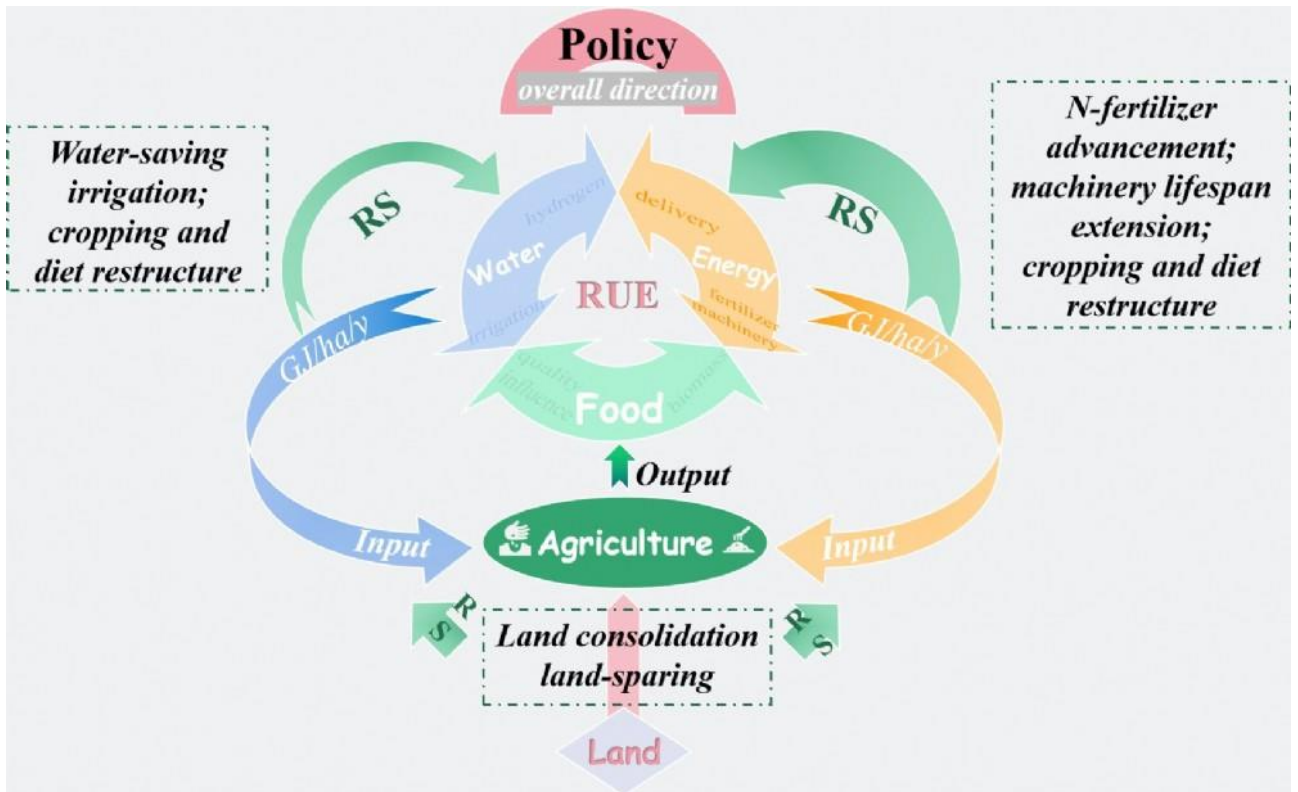 Policy
overall direction
Water-saving
irrigation;
cropping and
diet restructure
N-fertilizer
advancement;
machinery lifespan
extension;
cropping and diet
restructure
RS
RS
hydrogen
delivery
Water
Energy
RUE
irrigation
fertilizer
machinery
GJ/ha/y
GJ/ha/y
quality
influence
biomass
Food
Output
Input
Agriculture
Input
RS
RS
Land consolidation
land-sparing
Land